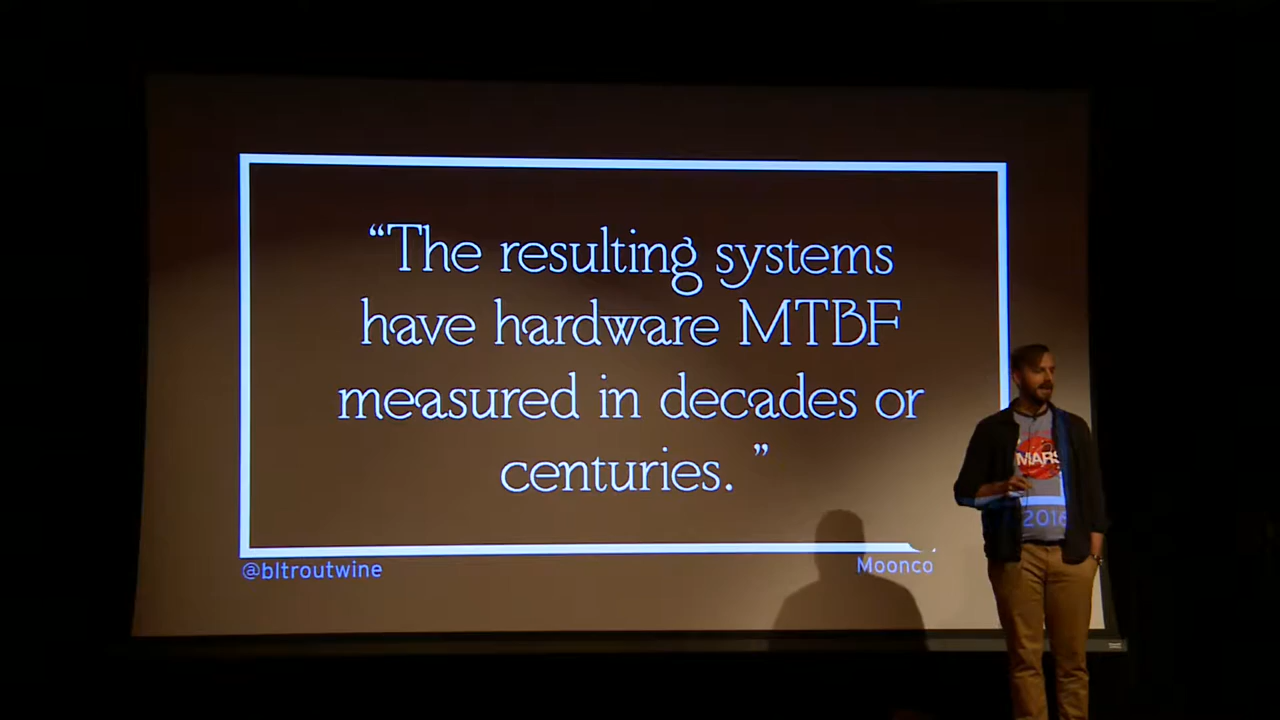 “The resulting systems
have hardware MTBF
measured in decades or
centuries. ”
@bltroutwine
Moonco
MARS
2016